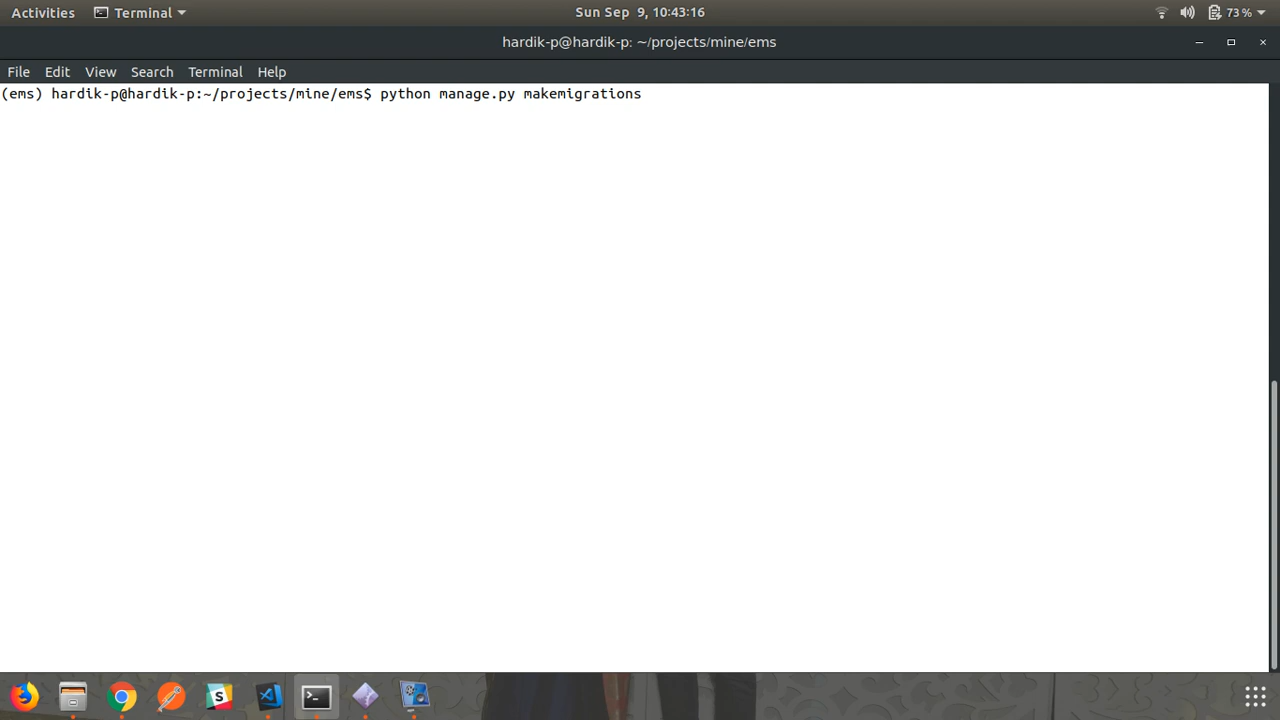 Activities Terminal Sun Sep 9, 10:43:16 73 %
hardik-p@hardik-p: ~/projects/mine/ems
File Edit View Search Terminal Help
(ems) hardik-p@hardik-p:~/projects/mine/ems$ python manage.py makemigrations